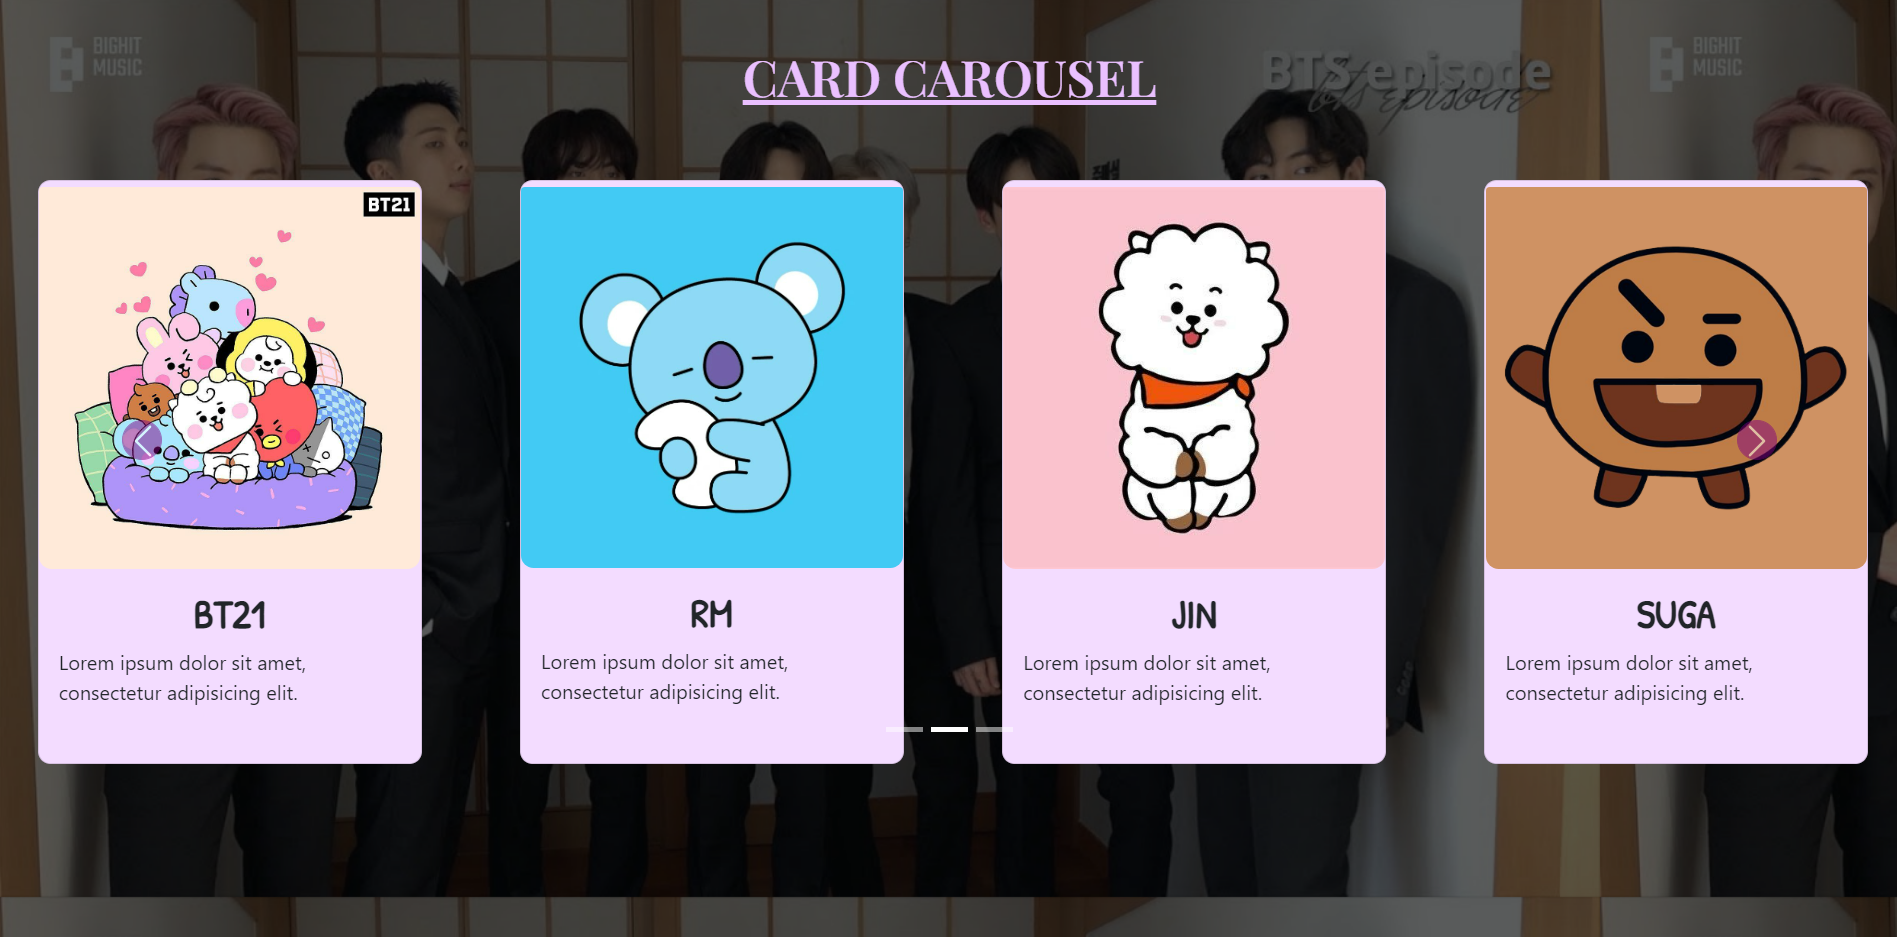 BIGHIT
MUSIC
CARD CAROUSEL
BTS episode
bts episode
BIGHIT
MUSIC
BT21
BT21
Lorem ipsum dolor sit amet,
consectetur adipisicing elit.
RM
Lorem ipsum dolor sit amet,
consectetur adipisicing elit.
JIN
Lorem ipsum dolor sit amet,
consectetur adipisicing elit.
SUGA
Lorem ipsum dolor sit amet,
consectetur adipisicing elit.